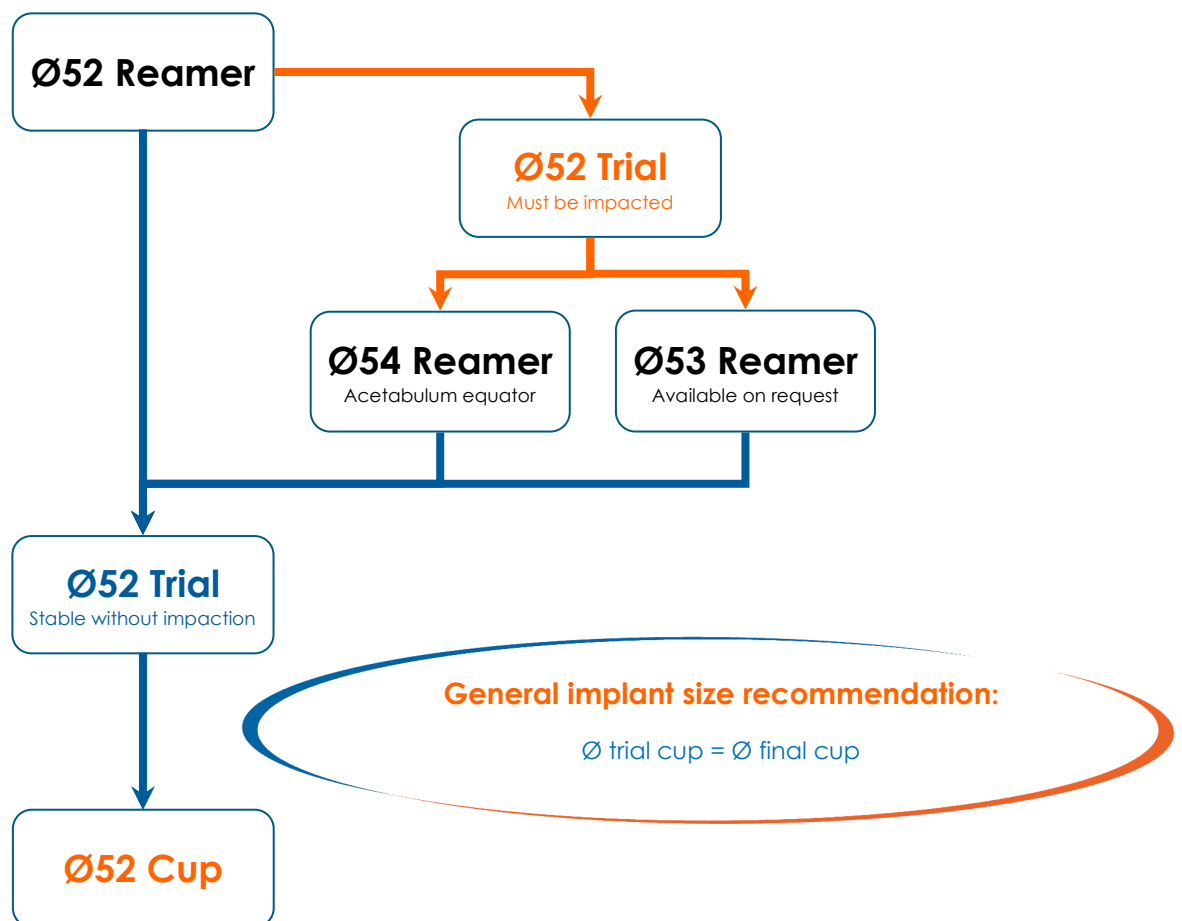 Ø52 Reamer
Ø52 Trial
Must be impacted
Ø54 Reamer
Acetabulum equator
Ø53 Reamer
Available on request
Ø52 Trial
Stable without impaction
General implant size recommendation:
Ø trial cup = Ø final cup
Ø52 Cup